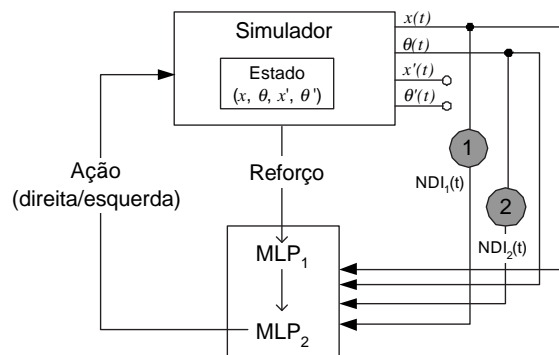 Simulador
Estado
(x, θ, x', θ')
x(t)
θ(t)
x'(t)
θ'(t)
1
NDI₁(t)
2
NDI₂(t)
Ação
(direita/esquerda)
Reforço
MLP₁
MLP₂